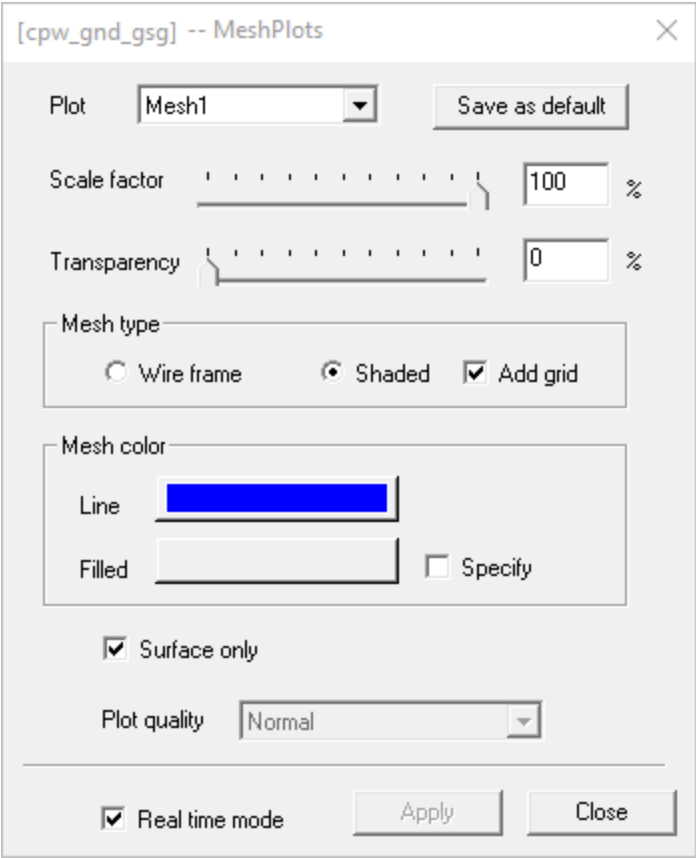 [cpw_gnd_gsg] -- MeshPlots
Plot Mesh1 Save as default
Scale factor 100 %
Transparency 0 %
Mesh type
Wire frame Shaded Add grid
Mesh color
Line
Filled Specify
Surface only
Plot quality Normal
Real time mode Apply Close